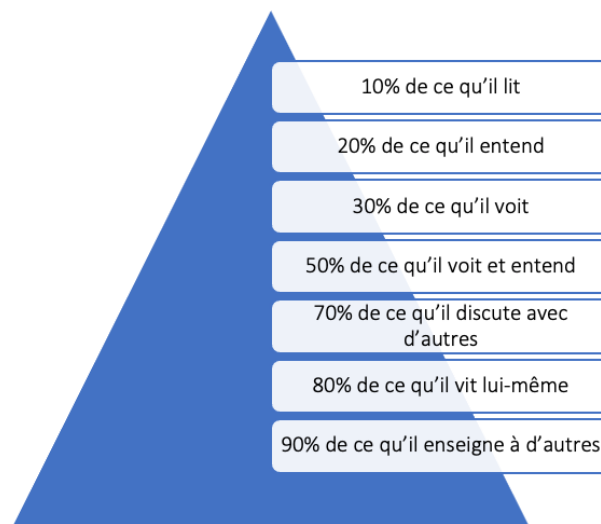 10% de ce qu’il lit
20% de ce qu’il entend
30% de ce qu’il voit
50% de ce qu’il voit et entend
70% de ce qu’il discute avec
d’autres
80% de ce qu’il vit lui-même
90% de ce qu’il enseigne à d’autres